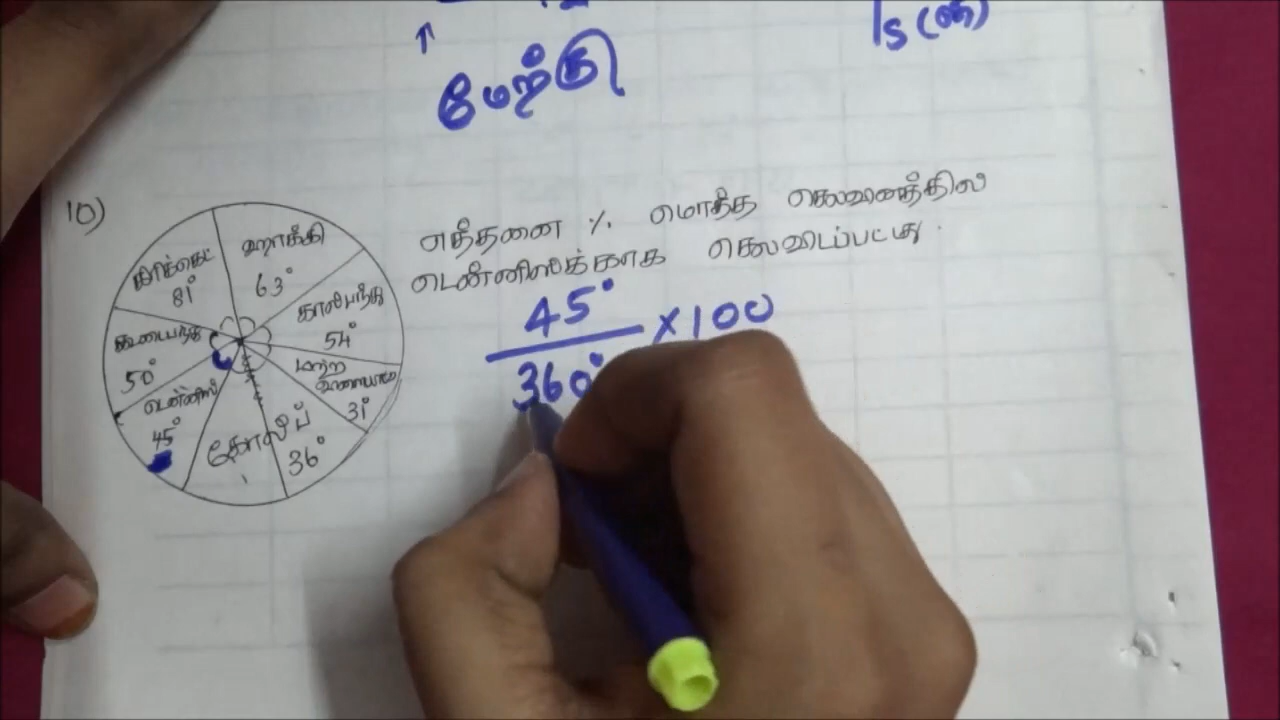 மேற்கு
10)
ஹாக்கி
63°
கிரிக்கெட்
81°
கால்பந்து
54°
கூடைபந்து
50°
மற்ற
விளையாட்டு
31°
டென்னிஸ்
45°
கோல்ப்
36°
எத்தனை % மொத்த செலவினத்தில்
டென்னிஸ்க்காக செலவிடப்பட்டது.
45°
360°
×100